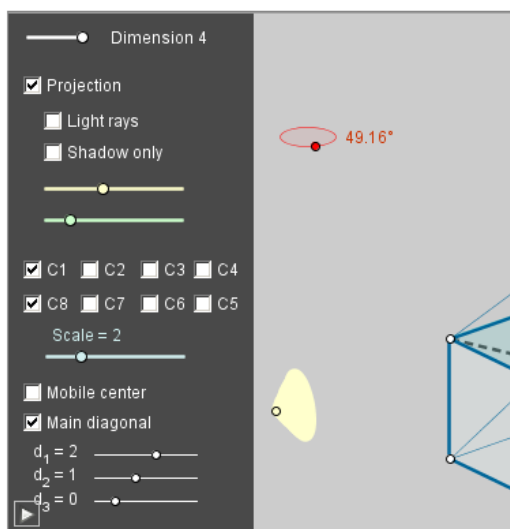 Dimension 4
Projection
Light rays
49.16°
Shadow only
C1 C2 C3 C4
C8 C7 C6 C5
Scale = 2
Mobile center
Main diagonal
d₁ = 2
d₂ = 1
d₃ = 0